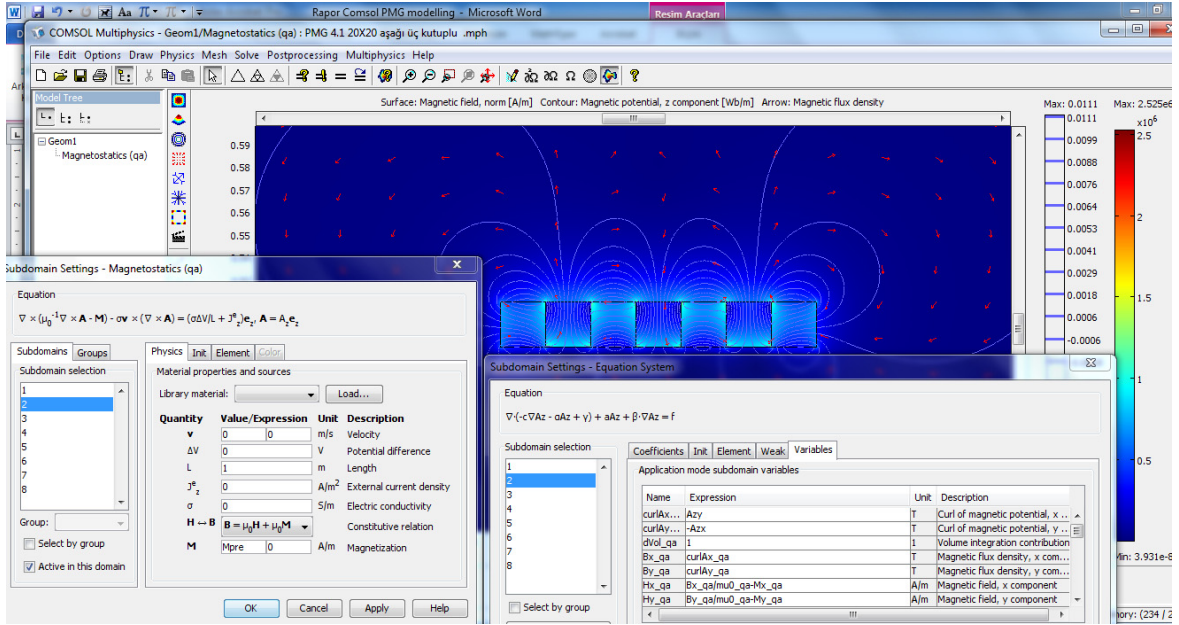 Rapor Comsol PMG modelling - Microsoft Word
Resim Araçları
COMSOL Multiphysics - Geom1/Magnetostatics (qa) : PMG 4.1 20X20 aşağı üç kutuplu .mph
File Edit Options Draw Physics Mesh Solve Postprocessing Multiphysics Help
Model Tree
Geom1
Magnetostatics (qa)
Surface: Magnetic field, norm [A/m] Contour: Magnetic potential, z component [Wb/m] Arrow: Magnetic flux density
Max: 0.0111 Max: 2.525e6
0.59
0.58
0.57
0.56
0.55
0.0111
0.0099
0.0088
0.0076
0.0064
0.0053
0.0041
0.0029
0.0018
0.0006
-0.0006
x10⁶
2.5
2
1.5
1
0.5
Min: 3.931e-8
Subdomain Settings - Magnetostatics (qa)
Equation
∇ × (μ₀⁻¹∇ × A - M) - σv × (∇ × A) = (σΔV/L + Jᵉz)ez, A = Azez
Subdomains Groups
Subdomain selection
1
2
3
4
5
6
7
8
Group:
Select by group
Active in this domain
Physics Init Element Color
Material properties and sources
Library material: Load...
Quantity Value/Expression Unit Description
v 0 0 m/s Velocity
ΔV 0 V Potential difference
L 1 m Length
Jᵉz 0 A/m² External current density
σ 0 S/m Electric conductivity
H ↔ B B = μ₀H + μ₀M Constitutive relation
M Mpre 0 A/m Magnetization
OK Cancel Apply Help
Subdomain Settings - Equation System
Equation
∇·(-c∇Az - αAz + γ) + aAz + β·∇Az = f
Subdomain selection
1
2
3
4
5
6
7
8
Select by group
Coefficients Init Element Weak Variables
Application mode subdomain variables
Name Expression Unit Description
curlAx... Azy T Curl of magnetic potential, x ..
curlAy... -Azx T Curl of magnetic potential, y ..
dVol_qa 1 1 Volume integration contribution
Bx_qa curlAx_qa T Magnetic flux density, x com...
By_qa curlAy_qa T Magnetic flux density, y com...
Hx_qa Bx_qa/mu0_qa-Mx_qa A/m Magnetic field, x component
Hy_qa By_qa/mu0_qa-My_qa A/m Magnetic field, y component